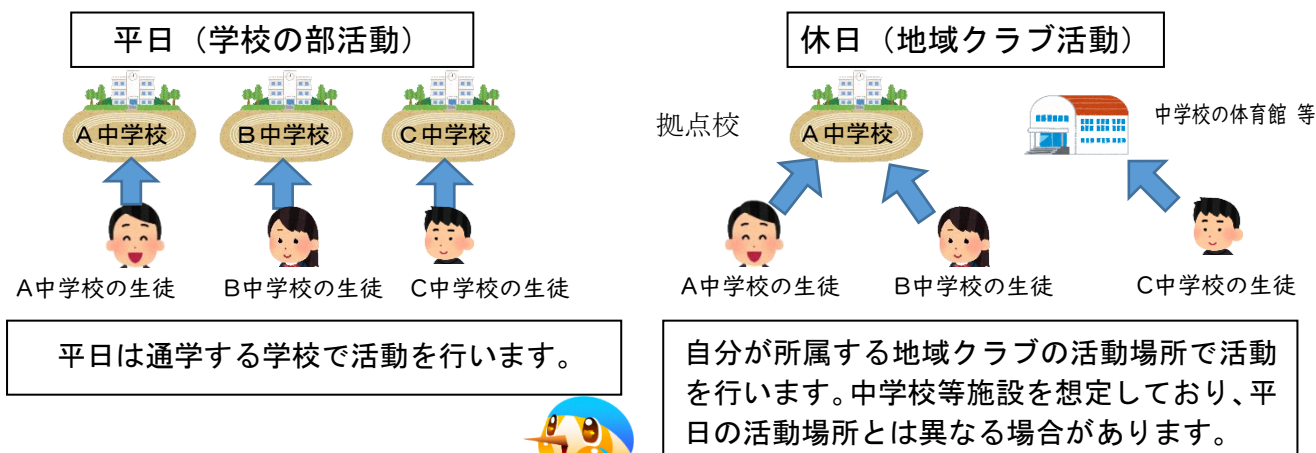 平日（学校の部活動）
A中学校
B中学校
C中学校
A中学校の生徒
B中学校の生徒
C中学校の生徒
平日は通学する学校で活動を行います。
休日（地域クラブ活動）
拠点校
A中学校
中学校の体育館 等
A中学校の生徒
B中学校の生徒
C中学校の生徒
自分が所属する地域クラブの活動場所で活動
を行います。中学校等施設を想定しており、平
日の活動場所とは異なる場合があります。